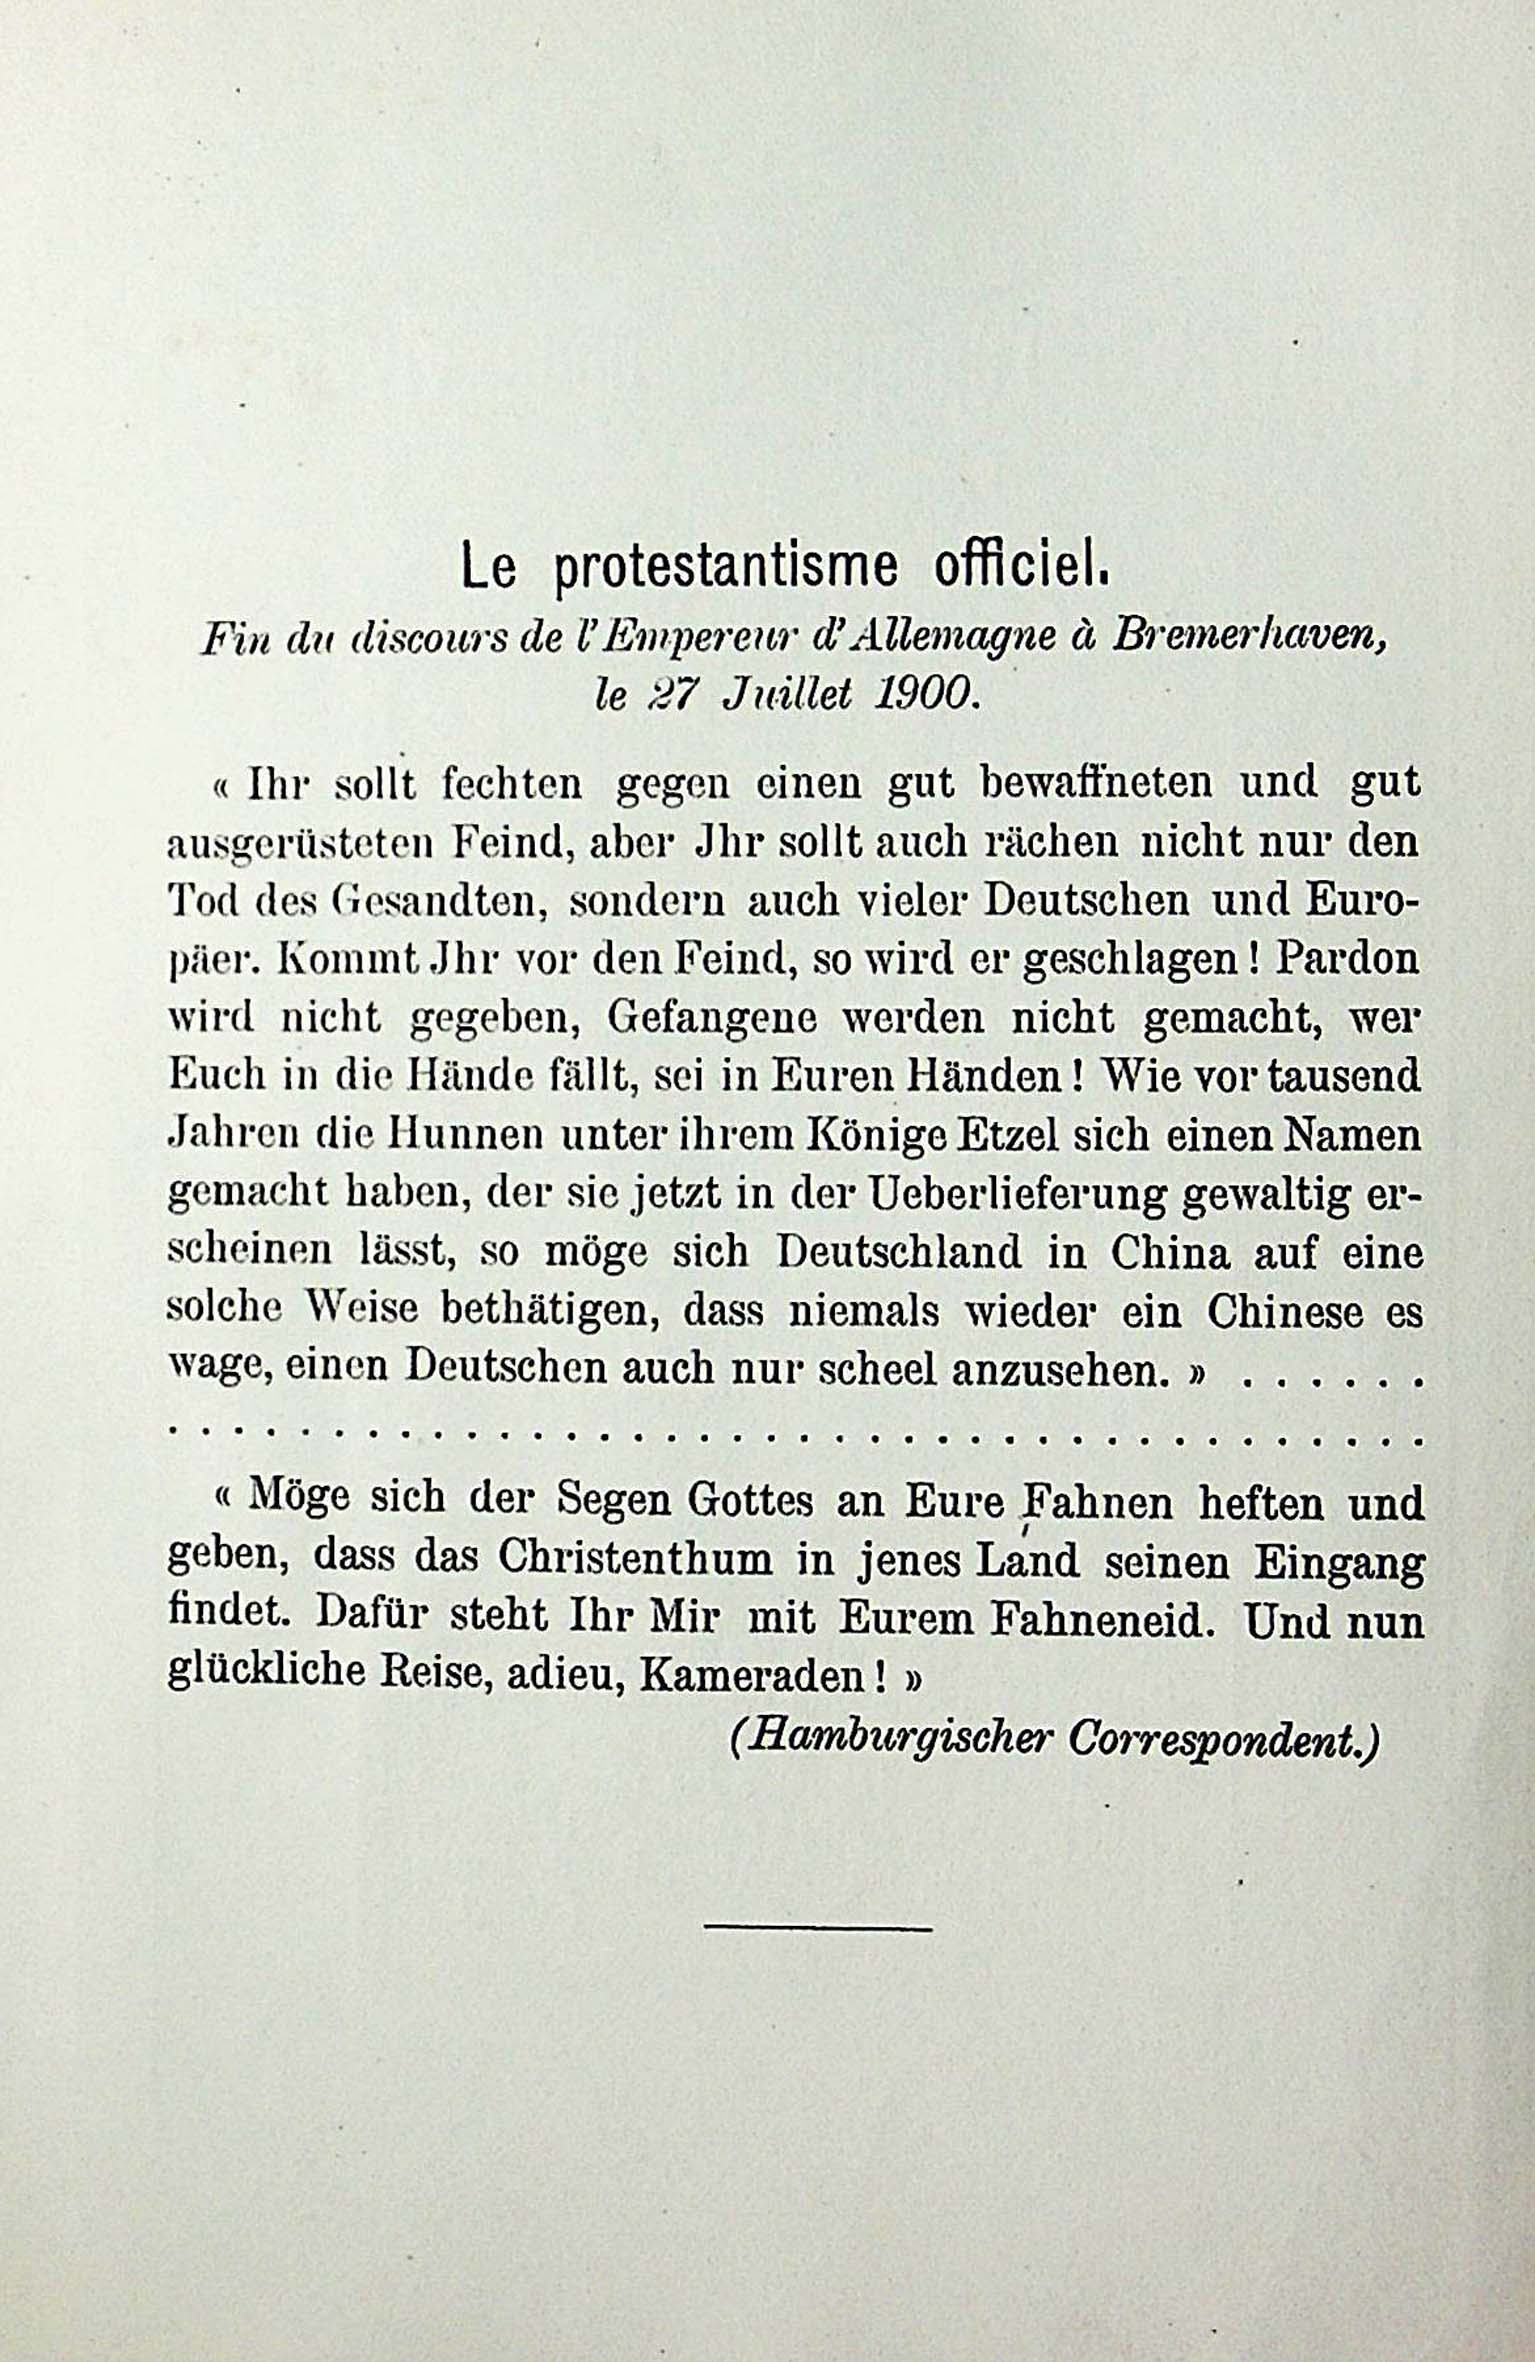 Le protestantisme officiel.
Fin du discours de l'Empereur d'Allemagne à Bremerhaven,
le 27 Juillet 1900.
« Ihr sollt fechten gegen einen gut bewaffneten und gut
ausgerüsteten Feind, aber Jhr sollt auch rächen nicht nur den
Tod des Gesandten, sondern auch vieler Deutschen und Euro-
päer. Kommt Jhr vor den Feind, so wird er geschlagen ! Pardon
wird nicht gegeben, Gefangene werden nicht gemacht, wer
Euch in die Hände fällt, sei in Euren Händen ! Wie vor tausend
Jahren die Hunnen unter ihrem Könige Etzel sich einen Namen
gemacht haben, der sie jetzt in der Ueberlieferung gewaltig er-
scheinen lässt, so möge sich Deutschland in China auf eine
solche Weise bethätigen, dass niemals wieder ein Chinese es
wage, einen Deutschen auch nur scheel anzusehen. » . . . . . .
. . . . . . . . . . . . . . . . . . . . . . . . . . . . . . . . . . . . . .
« Möge sich der Segen Gottes an Eure Fahnen heften und
geben, dass das Christenthum in jenes Land seinen Eingang
findet. Dafür steht Ihr Mir mit Eurem Fahneneid. Und nun
glückliche Reise, adieu, Kameraden ! »
(Hamburgischer Correspondent.)